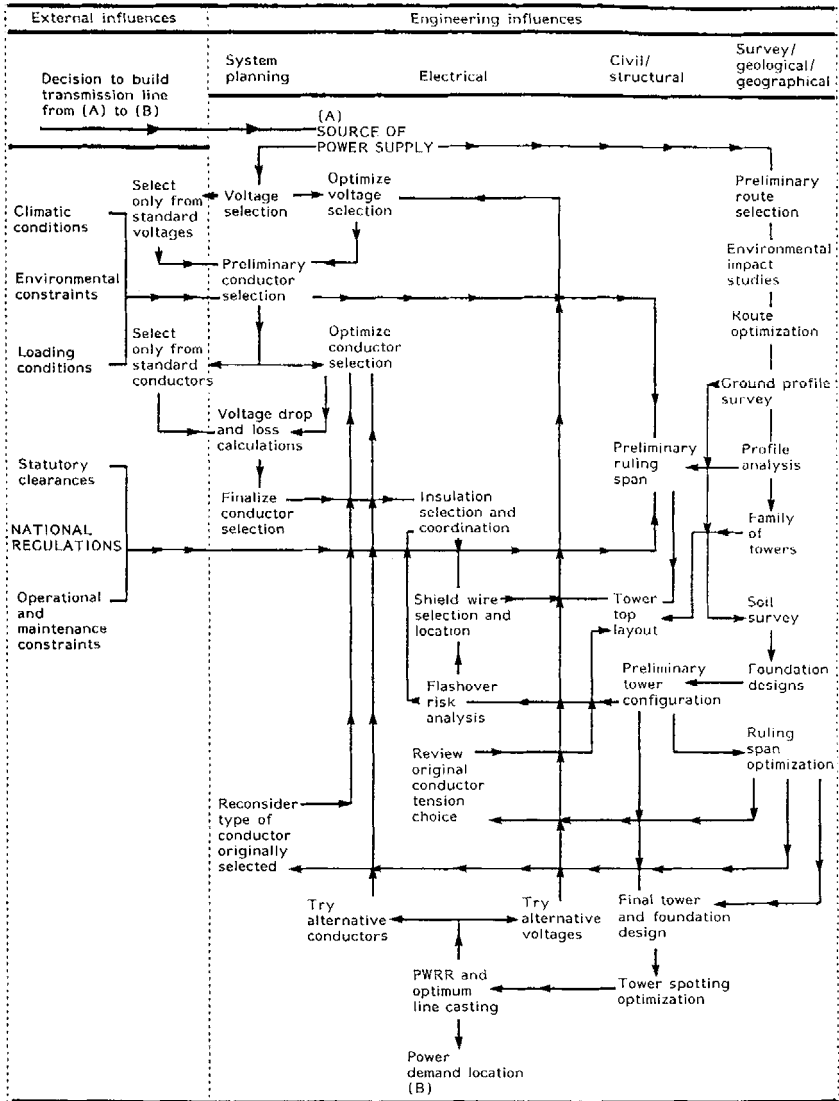 External influences
Engineering influences
System
planning
Electrical
Civil/
structural
Survey/
geological/
geographical
Decision to build
transmission line
from (A) to (B)
(A)
SOURCE OF
POWER SUPPLY
Select
only from
standard
voltages
Voltage
selection
Optimize
voltage
selection
Preliminary
route
selection
Climatic
conditions
Environmental
constraints
Loading
conditions
Preliminary
conductor
selection
Environmental
impact
studies
Route
optimization
Select
only from
standard
conductors
Optimize
conductor
selection
Ground profile
survey
Voltage drop
and loss
calculations
Preliminary
ruling
span
Profile
analysis
Statutory
clearances
Finalize
conductor
selection
Insulation
selection and
coordination
Family
of
towers
NATIONAL
REGULATIONS
Operational
and
maintenance
constraints
Shield wire
selection and
location
Tower
top
layout
Soil
survey
Flashover
risk
analysis
Preliminary
tower
configuration
Foundation
designs
Review
original
conductor
tension
choice
Ruling
span
optimization
Reconsider
type of
conductor
originally
selected
Try
alternative
conductors
Try
alternative
voltages
Final tower
and foundation
design
PWRR and
optimum
line casting
Tower spotting
optimization
Power
demand location
(B)